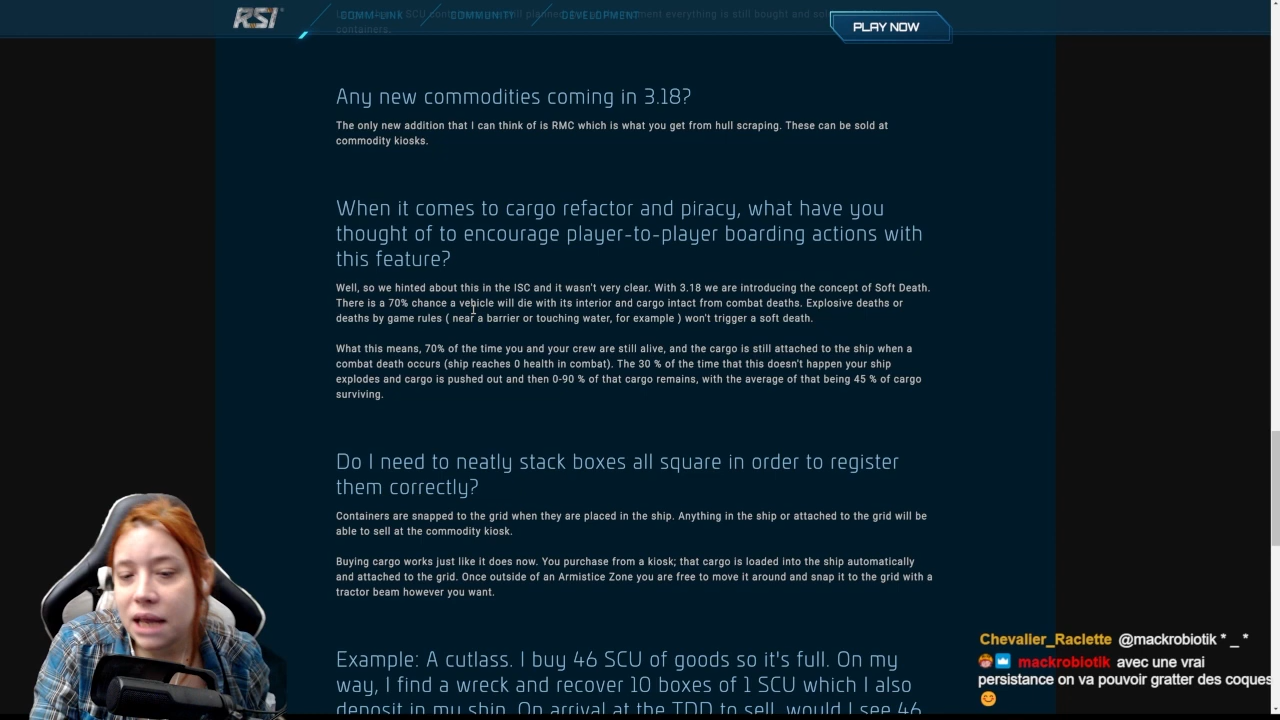 RSI
COMM-LINK
COMMUNITY
DEVELOPMENT
PLAY NOW
containers.
Any new commodities coming in 3.18?
The only new addition that I can think of is RMC which is what you get from hull scraping. These can be sold at
commodity kiosks.
When it comes to cargo refactor and piracy, what have you
thought of to encourage player-to-player boarding actions with
this feature?
Well, so we hinted about this in the ISC and it wasn't very clear. With 3.18 we are introducing the concept of Soft Death.
There is a 70% chance a vehicle will die with its interior and cargo intact from combat deaths. Explosive deaths or
deaths by game rules ( near a barrier or touching water, for example ) won't trigger a soft death.
What this means, 70% of the time you and your crew are still alive, and the cargo is still attached to the ship when a
combat death occurs (ship reaches 0 health in combat). The 30 % of the time that this doesn't happen your ship
explodes and cargo is pushed out and then 0-90 % of that cargo remains, with the average of that being 45 % of cargo
surviving.
Do I need to neatly stack boxes all square in order to register
them correctly?
Containers are snapped to the grid when they are placed in the ship. Anything in the ship or attached to the grid will be
able to sell at the commodity kiosk.
Buying cargo works just like it does now. You purchase from a kiosk; that cargo is loaded into the ship automatically
and attached to the grid. Once outside of an Armistice Zone you are free to move it around and snap it to the grid with a
tractor beam however you want.
Example: A cutlass. I buy 46 SCU of goods so it's full. On my
way, I find a wreck and recover 10 boxes of 1 SCU which I also
deposit in my ship. On arrival at the TDD to sell, would I see 46
Chevalier_Raclette @mackrobiotik *_*
mackrobiotik avec une vrai
persistance on va pouvoir gratter des coques